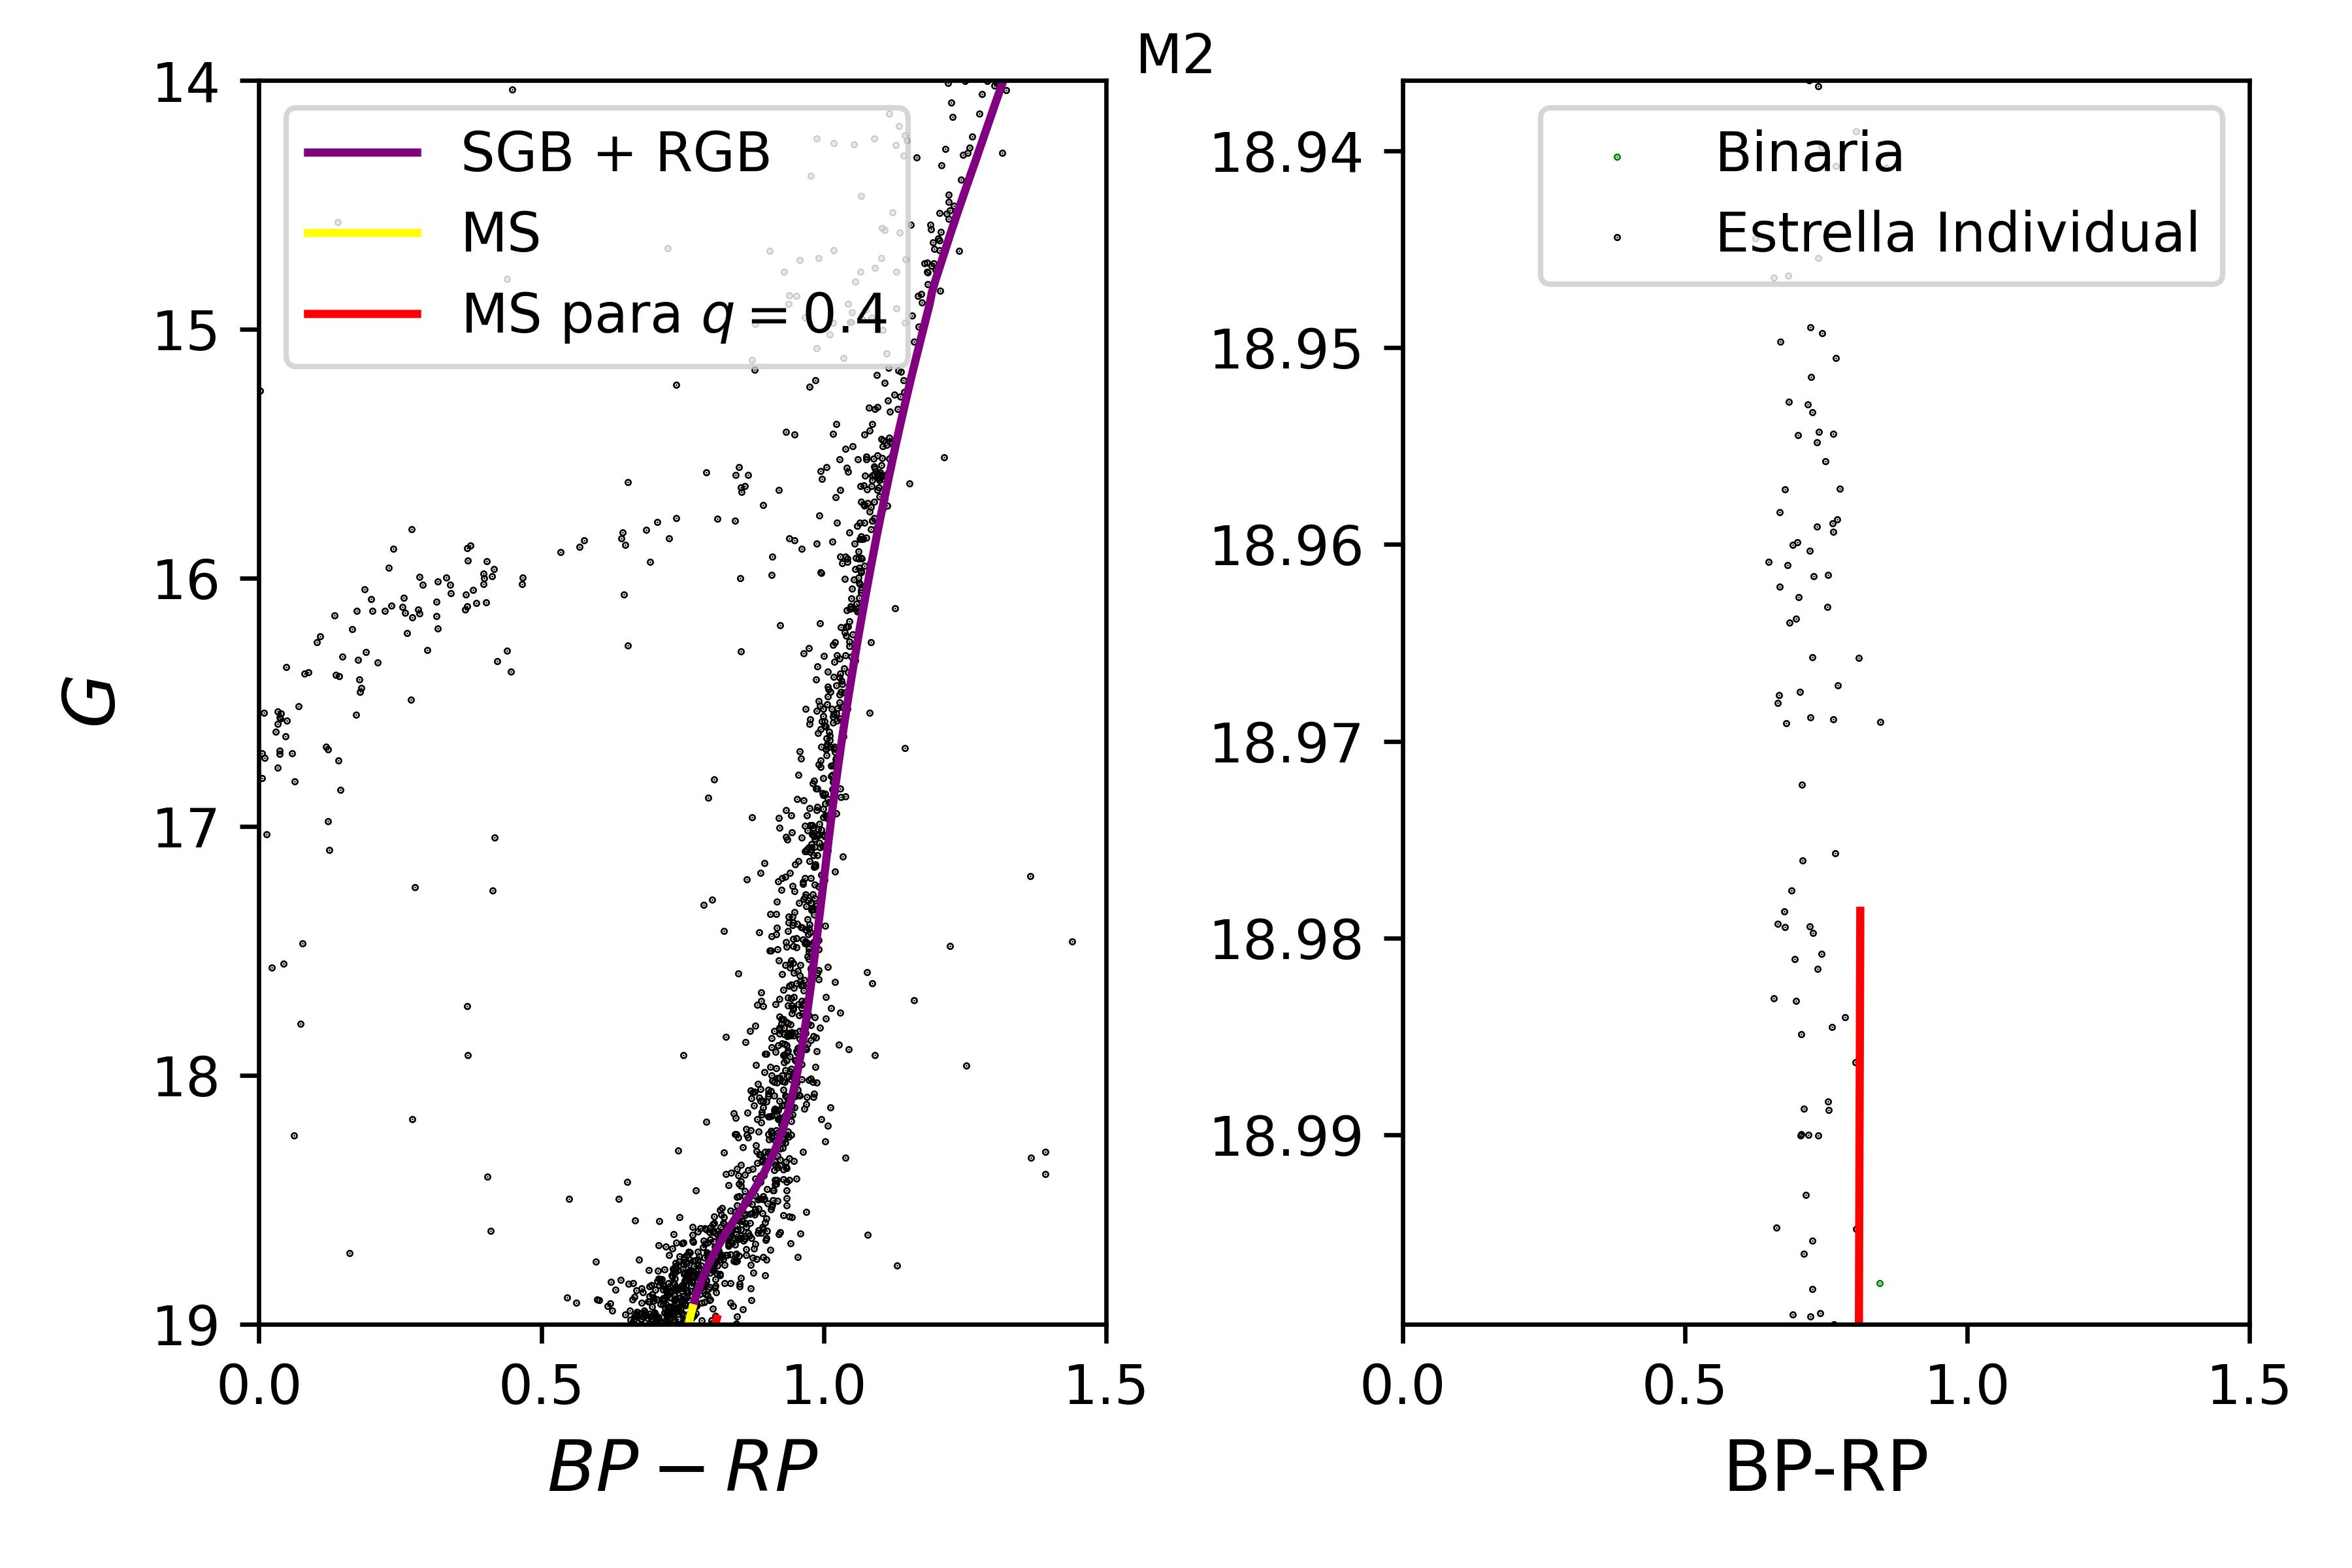 M2
14
15
16
17
18
19
G
SGB + RGB
MS
MS para q = 0.4
0.0 0.5 1.0 1.5
BP − RP
18.94
18.95
18.96
18.97
18.98
18.99
Binaria
Estrella Individual
0.0 0.5 1.0 1.5
BP-RP